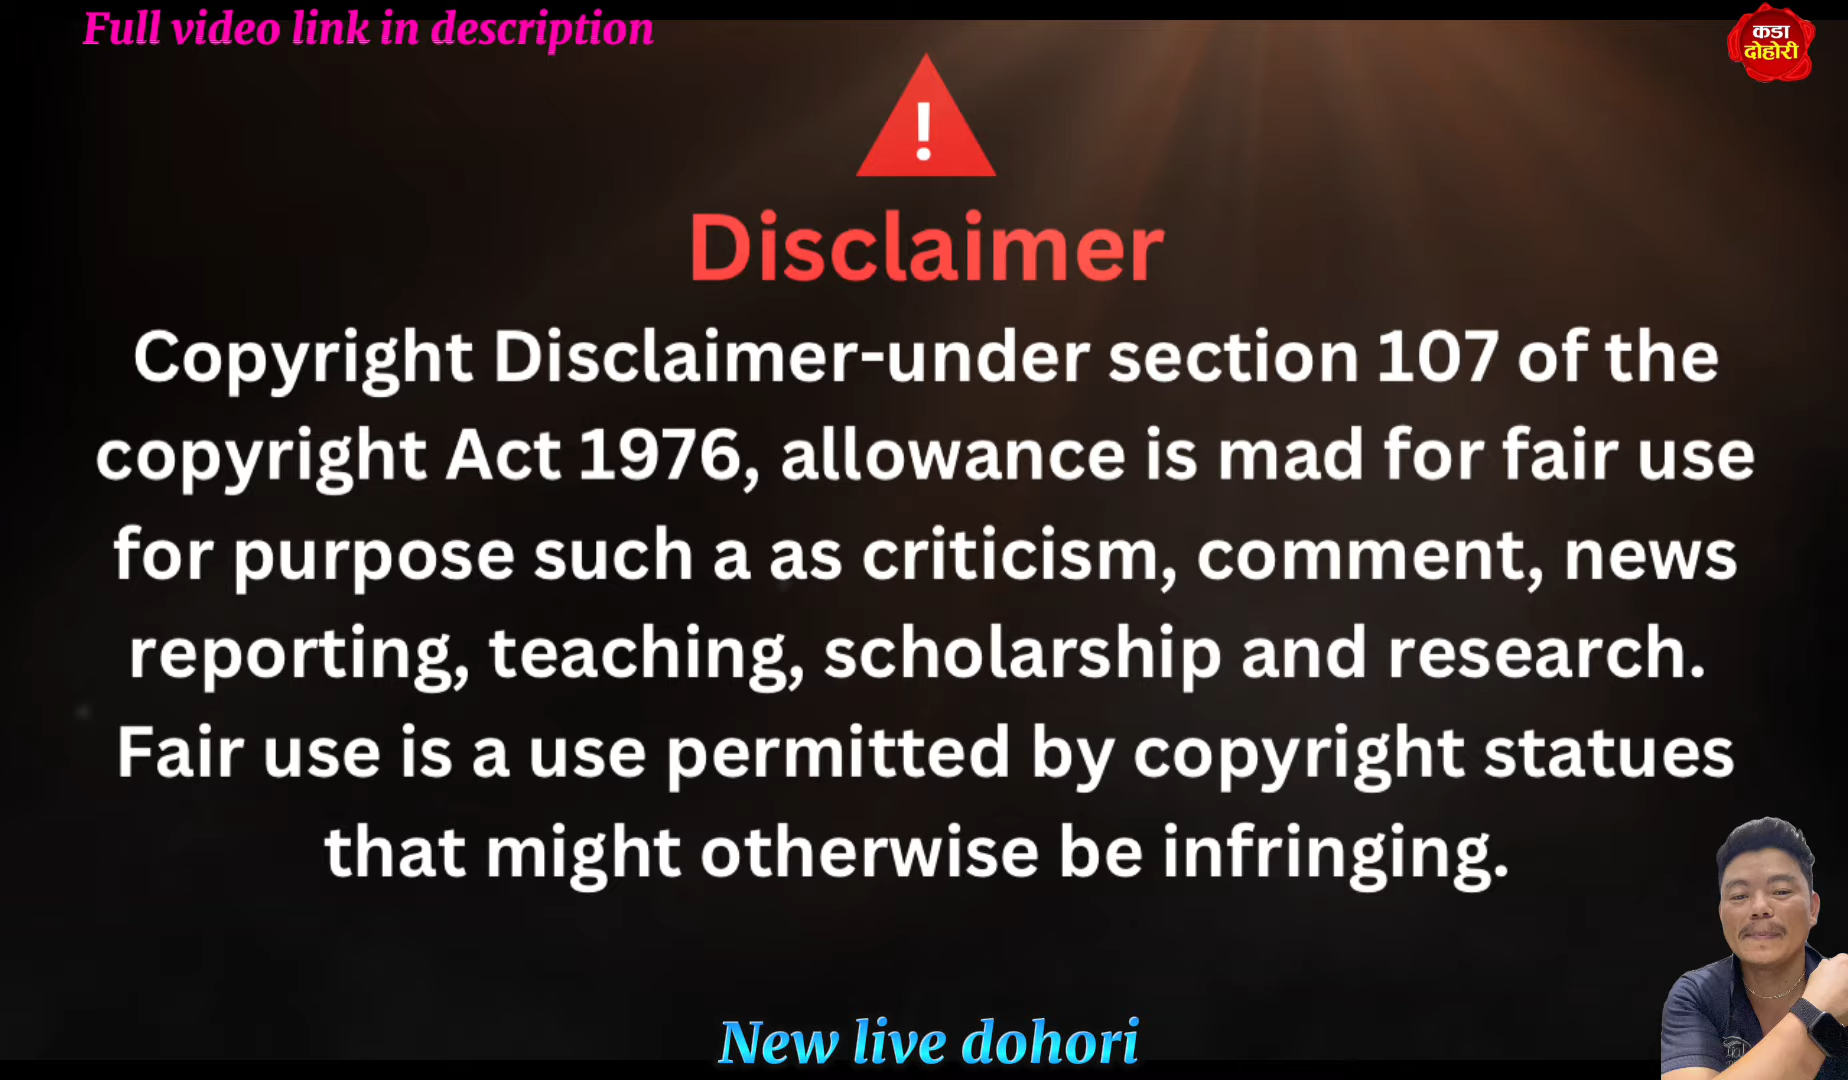 Full video link in description
कडा
दोहोरी
!
Disclaimer
Copyright Disclaimer-under section 107 of the
copyright Act 1976, allowance is mad for fair use
for purpose such a as criticism, comment, news
reporting, teaching, scholarship and research.
Fair use is a use permitted by copyright statues
that might otherwise be infringing.
New live dohori